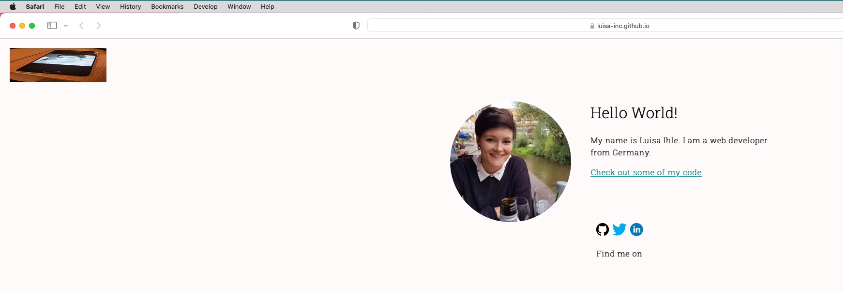 Safari File Edit View History Bookmarks Develop Window Help
luisa-inc.github.io
Hello World!
My name is Luisa Ihle. I am a web developer
from Germany.
Check out some of my code
in
Find me on